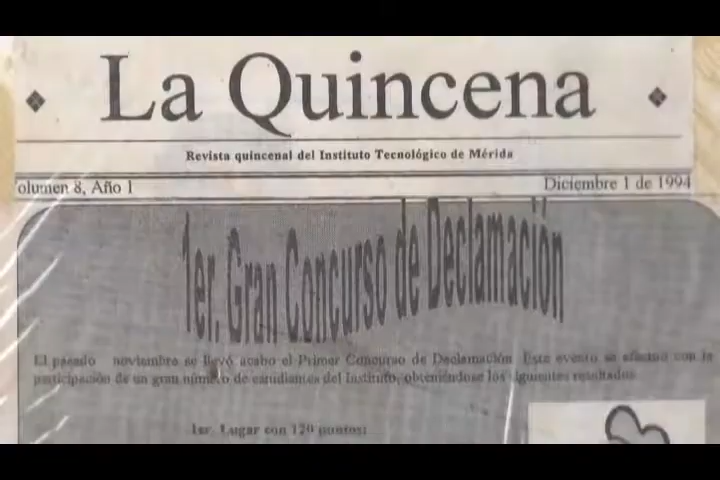 La Quincena
Revista quincenal del Instituto Tecnológico de Mérida
olumen 8, Año 1
Diciembre 1 de 1994
1er. Gran Concurso de Declamación
El pasado noviembre se llevó acabo el Primer Concurso de Declamación. Este evento se efectuo con la
participación de un gran número de estudiantes del Instituto, obteniéndose los siguientes resultados
1er. Lugar con 120 puntos: